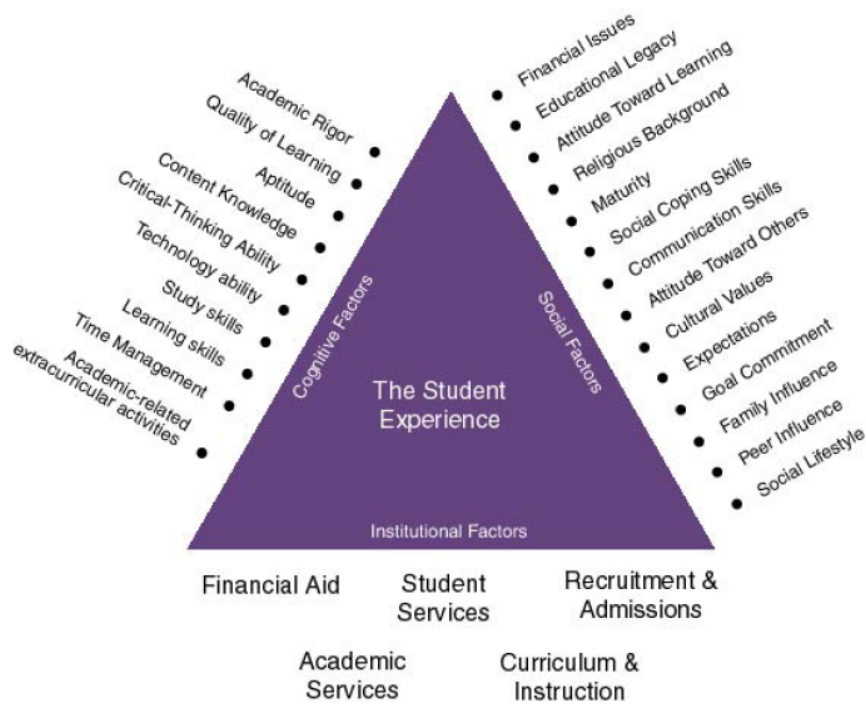 Academic Rigor
Quality of Learning
Aptitude
Content Knowledge
Critical-Thinking Ability
Technology ability
Study skills
Learning skills
Time Management
Academic-related
extracurricular activities
Cognitive Factors
Financial Issues
Educational Legacy
Attitude Toward Learning
Religious Background
Maturity
Social Coping Skills
Communication Skills
Attitude Toward Others
Cultural Values
Expectations
Goal Commitment
Family Influence
Peer Influence
Social Lifestyle
Social Factors
The Student
Experience
Institutional Factors
Financial Aid
Student
Services
Recruitment &
Admissions
Academic
Services
Curriculum &
Instruction